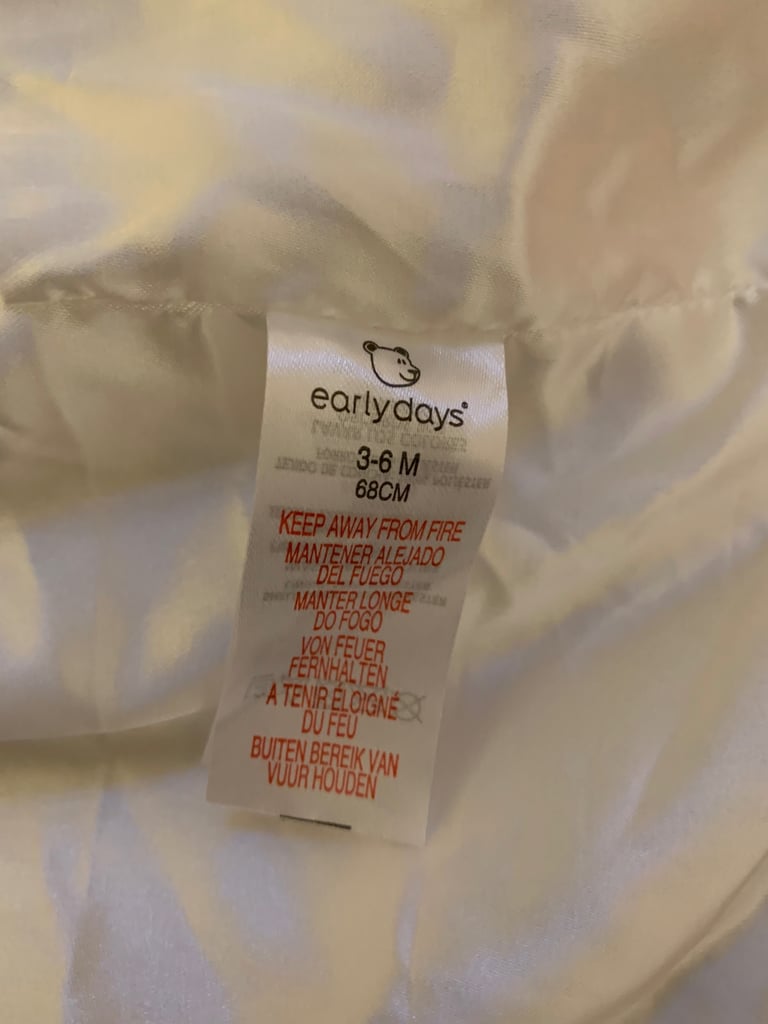 earlydays®
3-6 M
68CM
KEEP AWAY FROM FIRE
MANTENER ALEJADO
DEL FUEGO
MANTER LONGE
DO FOGO
VON FEUER
FERNHALTEN
A TENIR ÉLOIGNÉ
DU FEU
BUITEN BEREIK VAN
VUUR HOUDEN